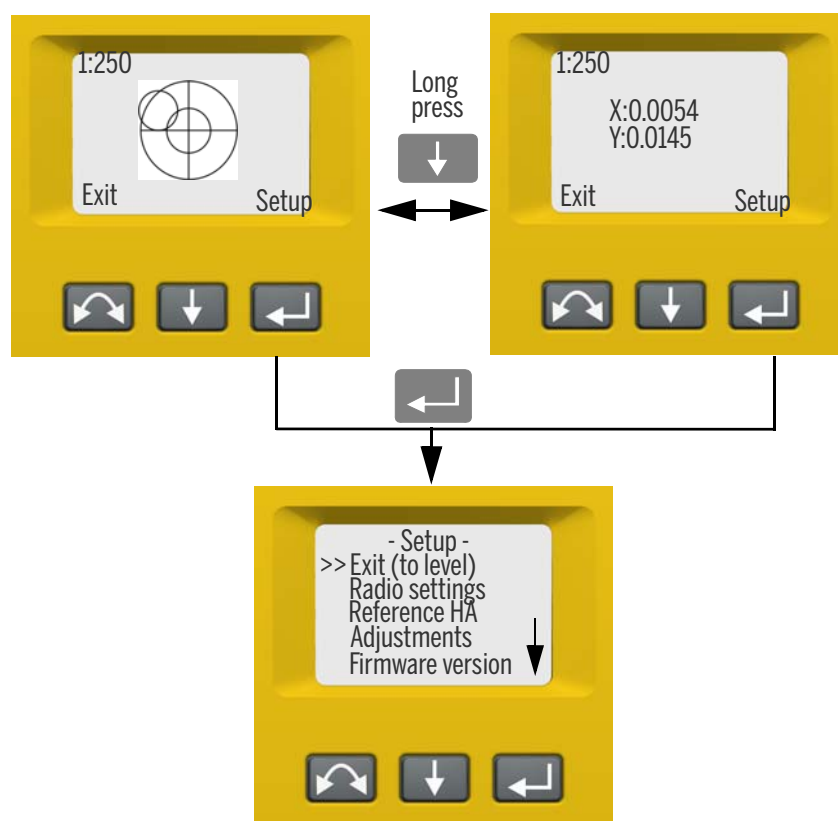 1:250
Exit
Setup
Long
press
1:250
X:0.0054
Y:0.0145
Exit
Setup
- Setup -
>> Exit (to level)
Radio settings
Reference HA
Adjustments
Firmware version